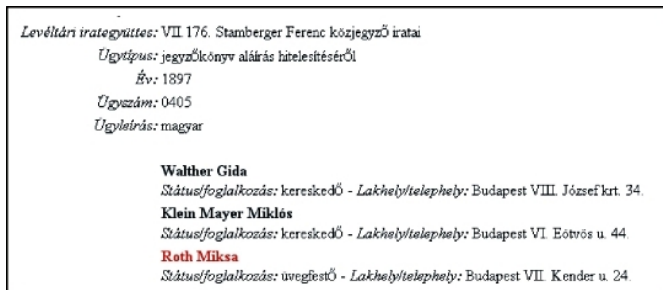 Levéltári irategyüttes: VII.176. Stamberger Ferenc közjegyző iratai
Ügytípus: jegyzőkönyv aláírás hitelesítéséről
Év: 1897
Ügyszám: 0405
Ügyleírás: magyar
Walther Gida
Státus/foglalkozás: kereskedő - Lakhely/telephely: Budapest VIII. József krt. 34.
Klein Mayer Miklós
Státus/foglalkozás: kereskedő - Lakhely/telephely: Budapest VI. Eötvös u. 44.
Roth Miksa
Státus/foglalkozás: üvegfestő - Lakhely/telephely: Budapest VII. Kender u. 24.